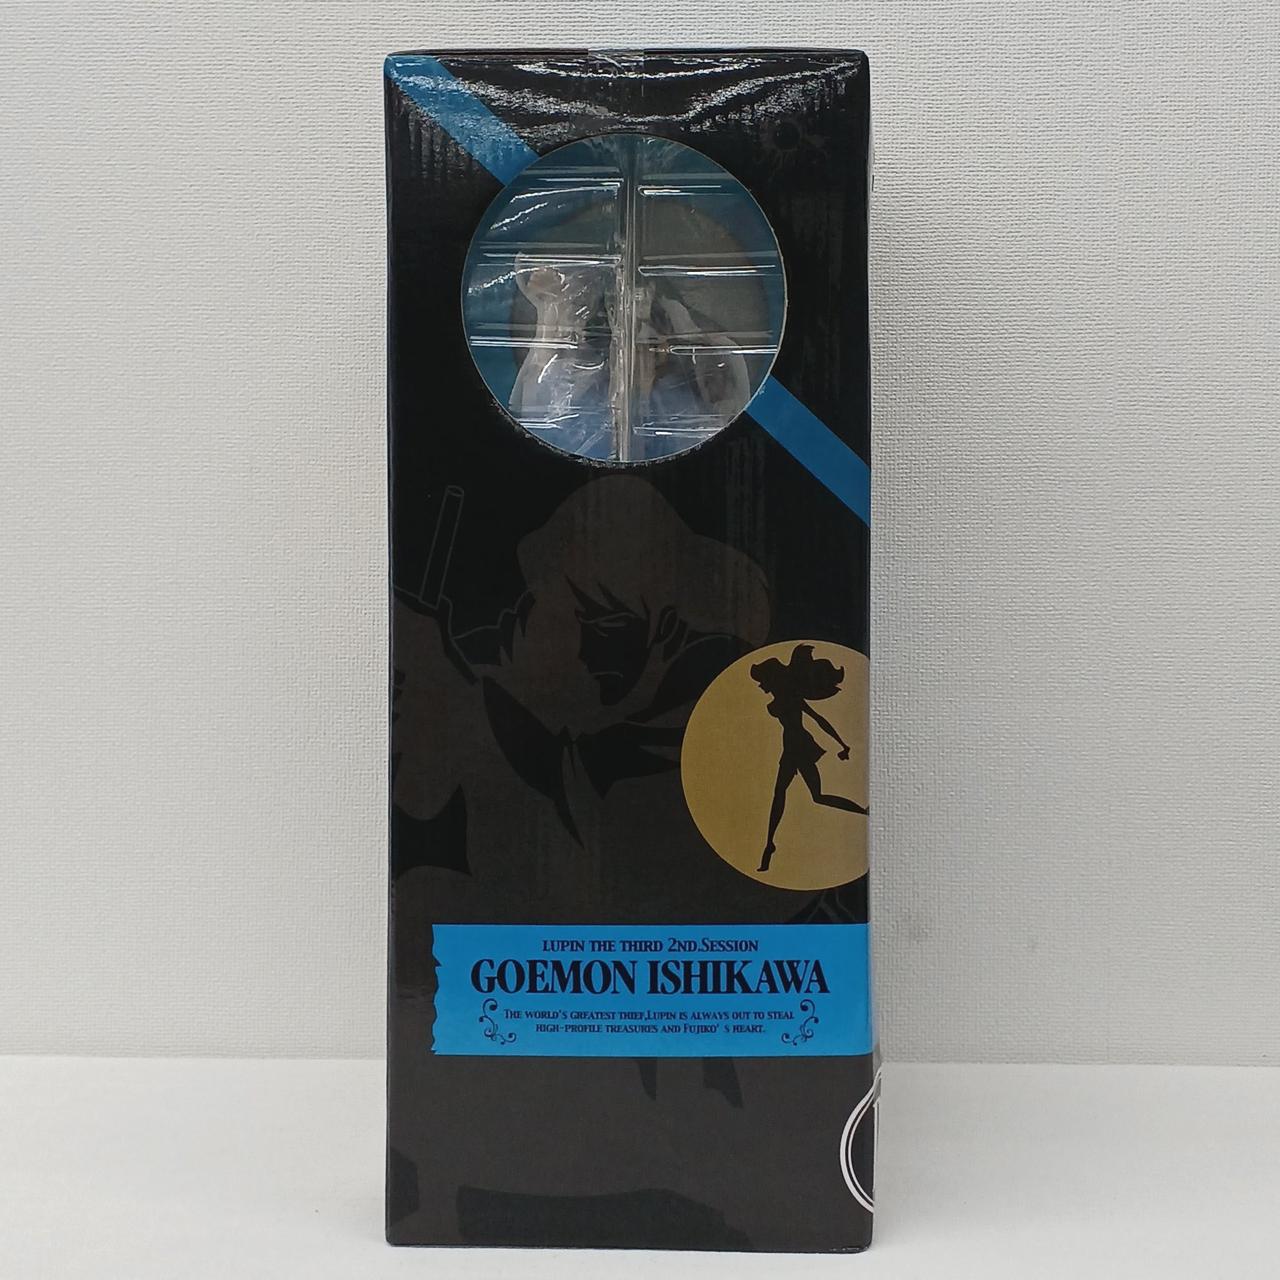 LUPIN THE THIRD 2ND.SESSION
GOEMON ISHIKAWA
THE WORLD'S GREATEST THIEF,LUPIN IS ALWAYS OUT TO STEAL
HIGH-PROFILE TREASURES AND FUJIKO' S HEART.